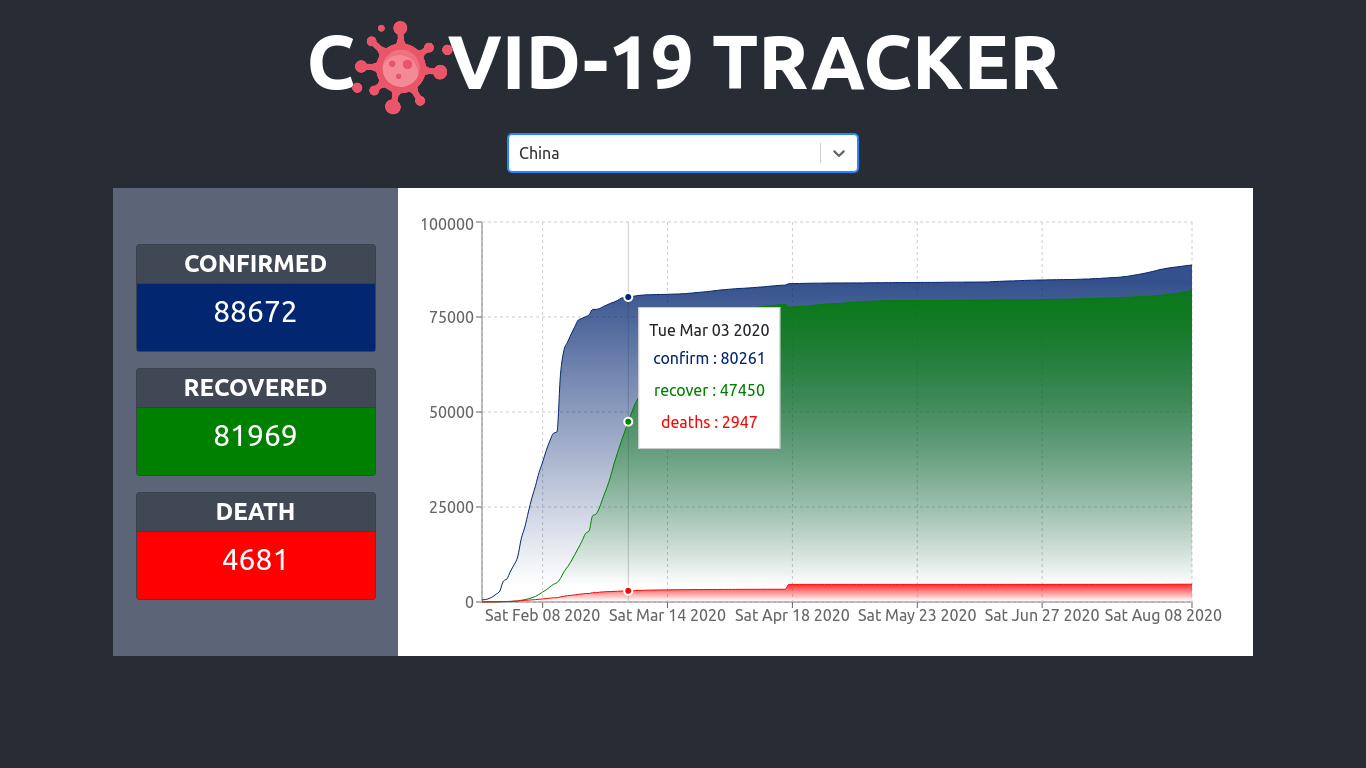 C VID-19 TRACKER
China
CONFIRMED
88672
RECOVERED
81969
DEATH
4681
100000
75000
50000
25000
0
Tue Mar 03 2020
confirm : 80261
recover : 47450
deaths : 2947
Sat Feb 08 2020 Sat Mar 14 2020 Sat Apr 18 2020 Sat May 23 2020 Sat Jun 27 2020 Sat Aug 08 2020